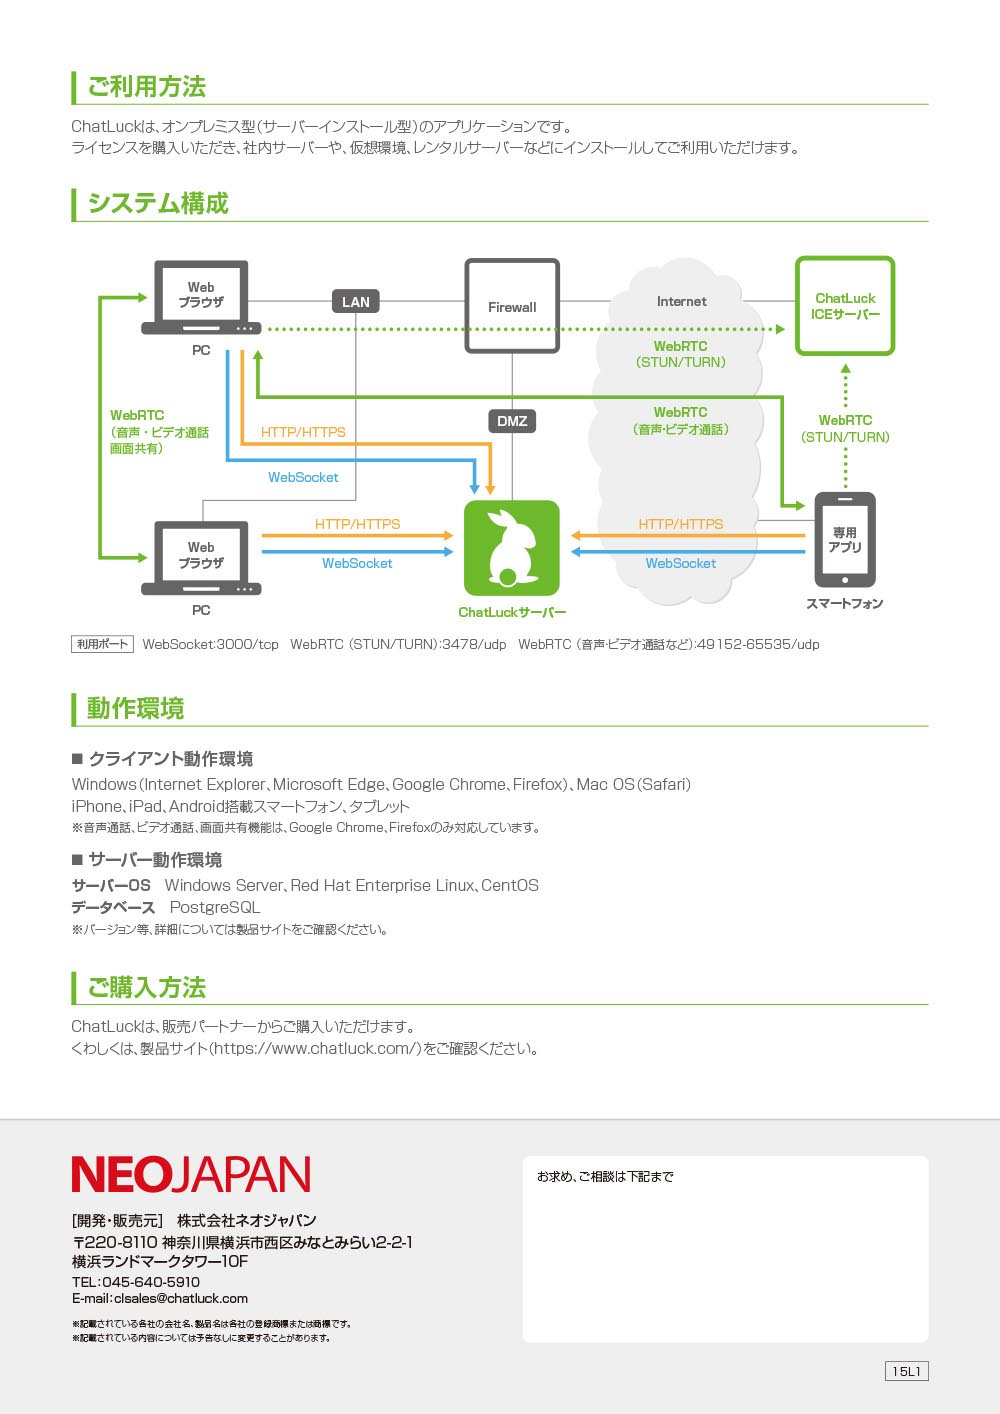 ご利用方法
ChatLuckは、オンプレミス型（サーバーインストール型）のアプリケーションです。
ライセンスを購入いただき、社内サーバーや、仮想環境、レンタルサーバーなどにインストールしてご利用いただけます。
システム構成
Web
ブラウザ
PC
LAN
Firewall
Internet
ChatLuck
ICEサーバー
WebRTC
（STUN/TURN）
WebRTC
（音声・ビデオ通話
画面共有）
HTTP/HTTPS
WebSocket
DMZ
WebRTC
（音声・ビデオ通話）
WebRTC
（STUN/TURN）
Web
ブラウザ
PC
HTTP/HTTPS
WebSocket
ChatLuckサーバー
HTTP/HTTPS
WebSocket
専用
アプリ
スマートフォン
利用ポート　WebSocket:3000/tcp　WebRTC（STUN/TURN）:3478/udp　WebRTC（音声・ビデオ通話など）:49152-65535/udp
動作環境
■ クライアント動作環境
Windows（Internet Explorer、Microsoft Edge、Google Chrome、Firefox）、Mac OS（Safari）
iPhone、iPad、Android搭載スマートフォン、タブレット
※音声通話、ビデオ通話、画面共有機能は、Google Chrome、Firefoxのみ対応しています。
■ サーバー動作環境
サーバーOS　Windows Server、Red Hat Enterprise Linux、CentOS
データベース　PostgreSQL
※バージョン等、詳細については製品サイトをご確認ください。
ご購入方法
ChatLuckは、販売パートナーからご購入いただけます。
くわしくは、製品サイト（https://www.chatluck.com/）をご確認ください。
NEOJAPAN
[開発・販売元]　株式会社ネオジャパン
〒220-8110 神奈川県横浜市西区みなとみらい2-2-1
横浜ランドマークタワー10F
TEL：045-640-5910
E-mail：clsales@chatluck.com
※記載されている各社の会社名、製品名は各社の登録商標または商標です。
※記載されている内容については予告なしに変更することがあります。
お求め、ご相談は下記まで
15L1